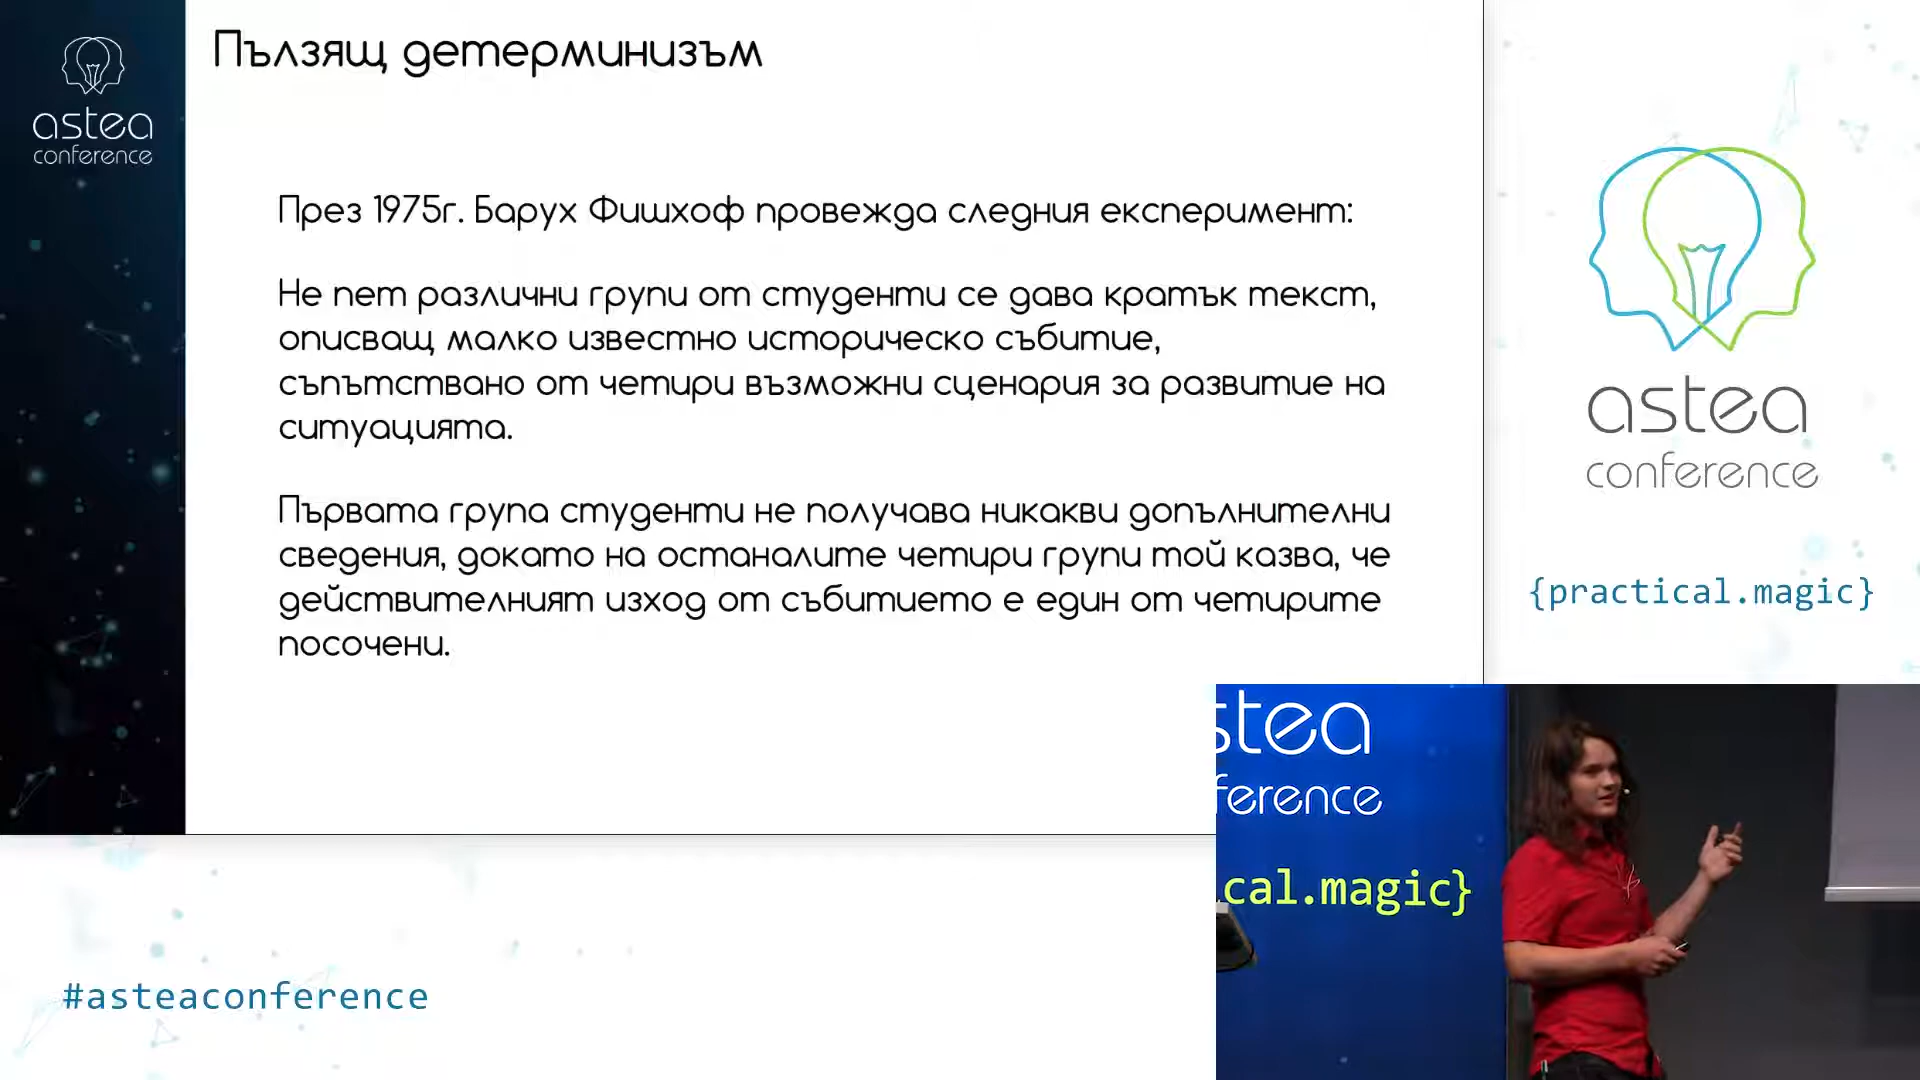 astea
conference
Пълзящ детерминизъм
През 1975г. Барух Фишхоф провежда следния експеримент:
Не пет различни групи от студенти се дава кратък текст,
описващ малко известно историческо събитие,
съпътствано от четири възможни сценария за развитие на
ситуацията.
Първата група студенти не получава никакви допълнителни
сведения, докато на останалите четири групи той казва, че
действителният изход от събитието е един от четирите
посочени.
astea
conference
{practical.magic}
stea
ference
cal.magic}
#asteaconference